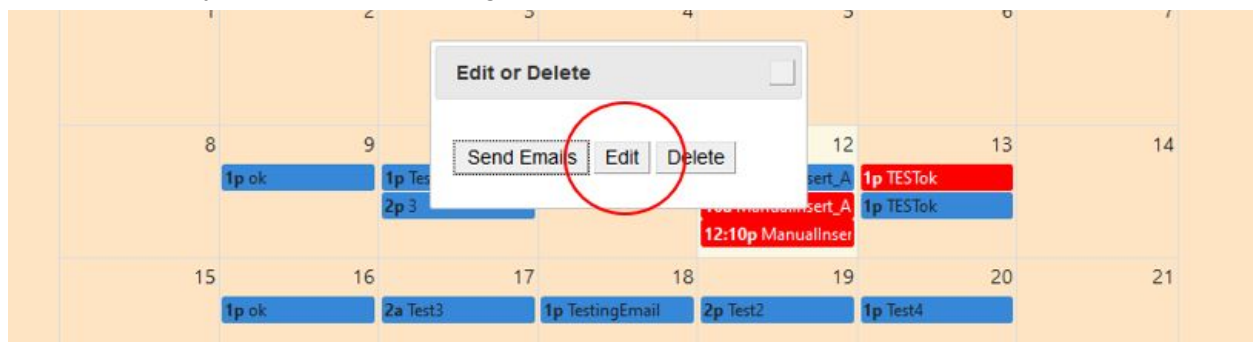 1 2 3 4 5 6 7
Edit or Delete
Send Emails Edit Delete
8 9 12 13 14
1p ok 1p Tes sert_A 1p TESTok
2p 3 ManualInsert_A 1p TESTok
12:10p ManualInser
15 16 17 18 19 20 21
1p ok 2a Test3 1p TestingEmail 2p Test2 1p Test4